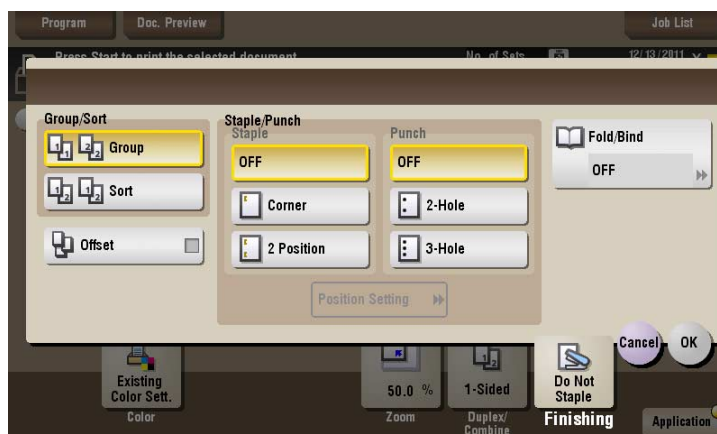 Program
Doc. Preview
Job List
Press Start to print the selected document
No. of Sets
12/13/2011
Group/Sort
Group
Sort
Offset
Staple/Punch
Staple
OFF
Corner
2 Position
Punch
OFF
2-Hole
3-Hole
Position Setting
Fold/Bind
OFF
Cancel
OK
Existing
Color Sett.
Color
50.0 %
Zoom
1-Sided
Duplex/
Combine
Do Not
Staple
Finishing
Application